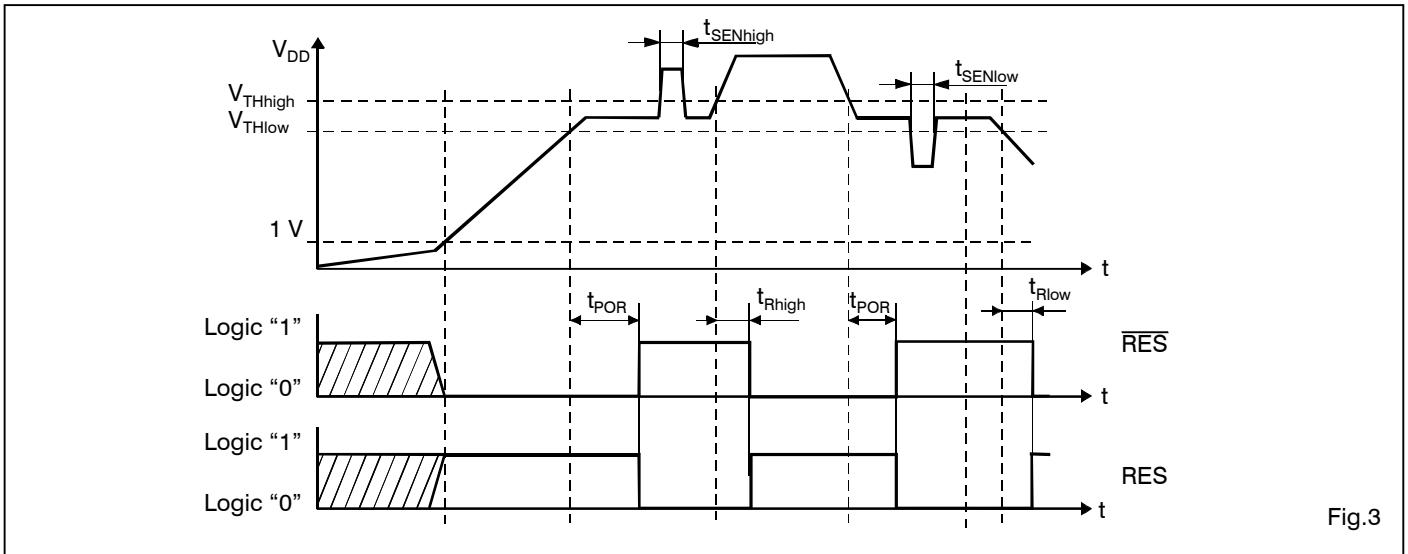 t_SENhigh
V_DD
t_SENlow
V_THhigh
V_THlow
1 V
t
t_POR
t_Rhigh
t_POR
t_Rlow
Logic “1”
RES
Logic “0”
t
Logic “1”
RES
Logic “0”
t
Fig.3